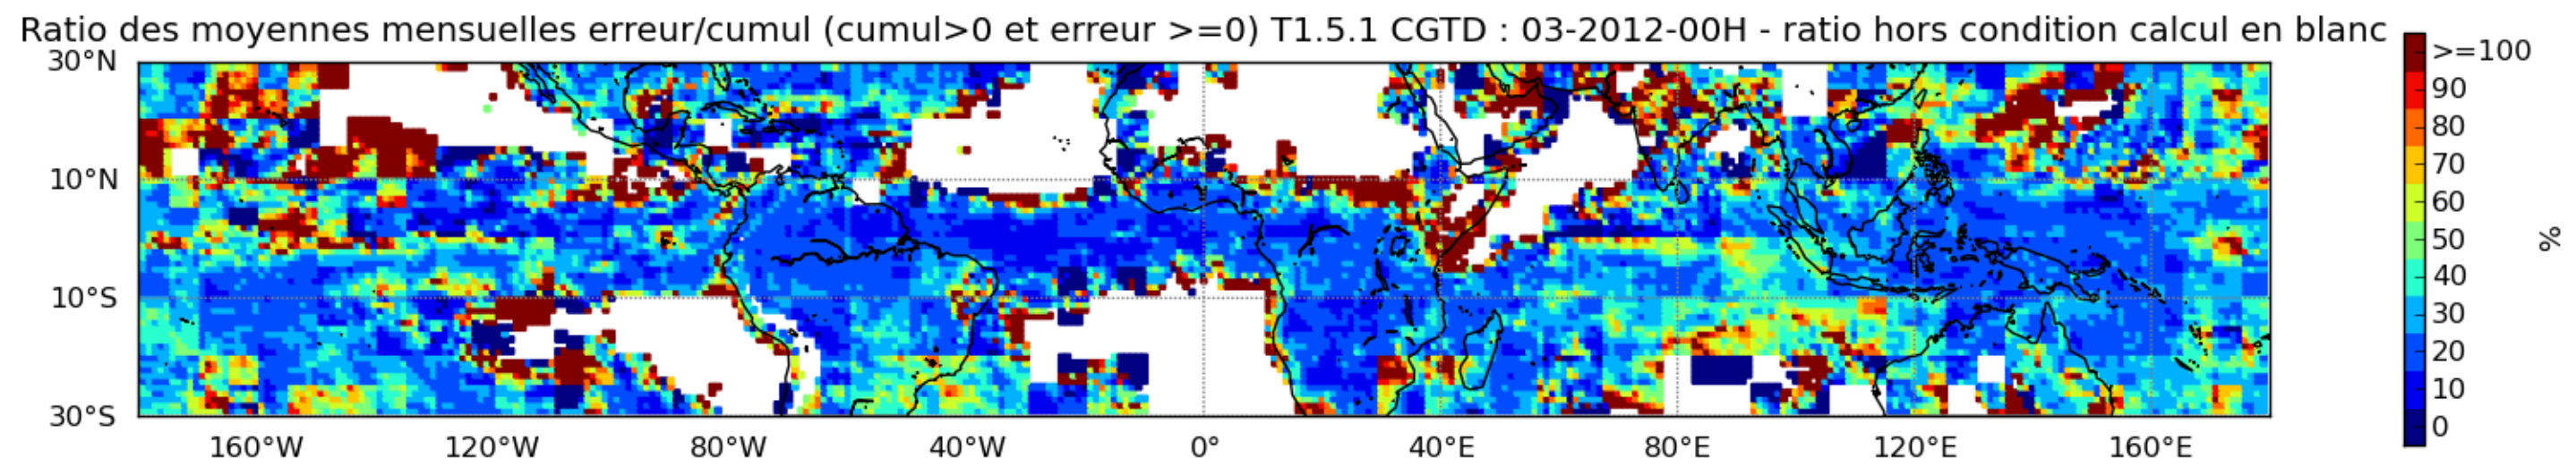 Ratio des moyennes mensuelles erreur/cumul (cumul>0 et erreur >=0) T1.5.1 CGTD : 03-2012-00H - ratio hors condition calcul en blanc
30°N
10°N
10°S
30°S
160°W 120°W 80°W 40°W 0° 40°E 80°E 120°E 160°E
>=100
90
80
70
60
50
40
30
20
10
0
%